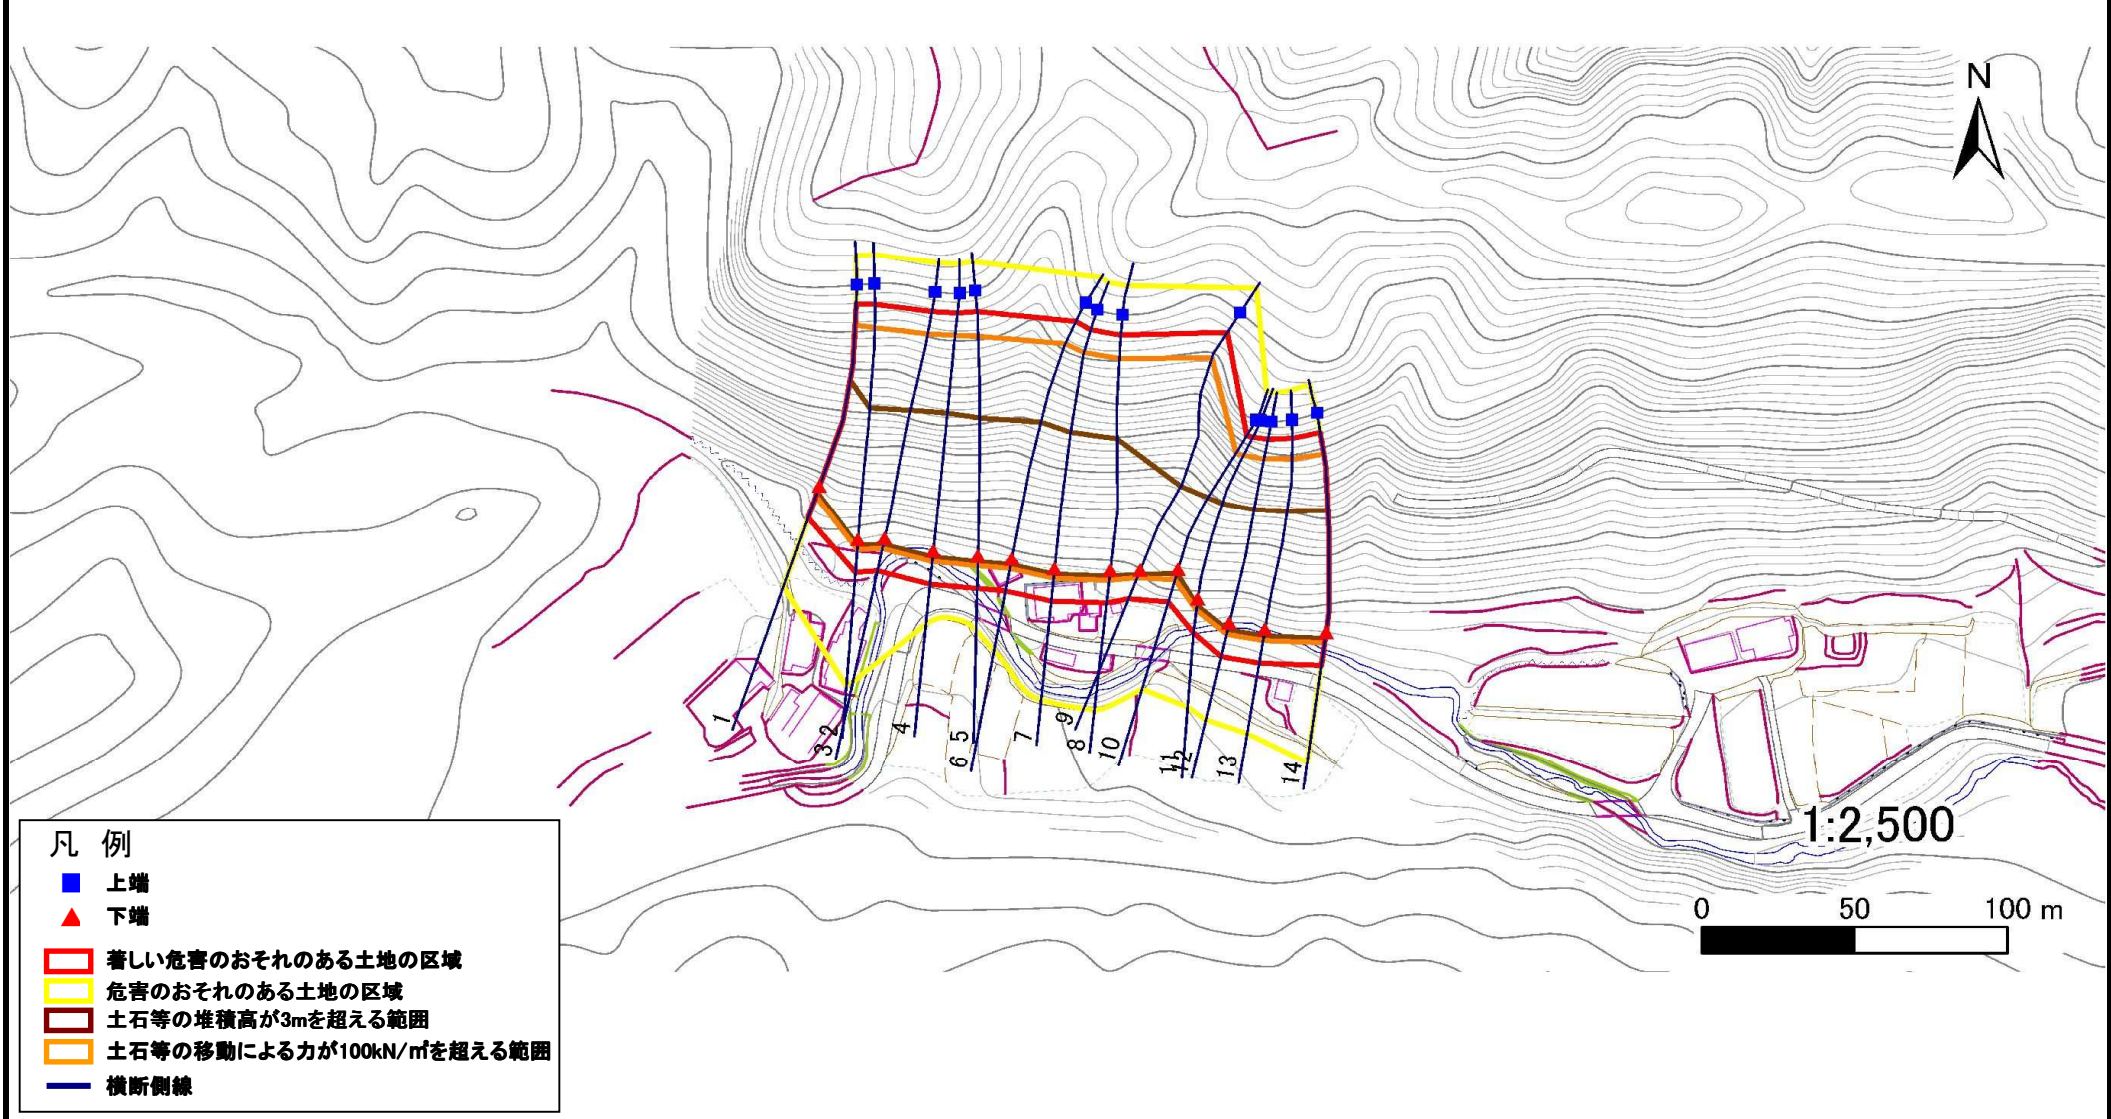 N
1
3
2
4
5
6
7
9
8
10
11
12
13
14
1:2,500
0 50 100 m
凡 例
上端
下端
著しい危害のおそれのある土地の区域
危害のおそれのある土地の区域
土石等の堆積高が3mを超える範囲
土石等の移動による力が100kN/㎡を超える範囲
横断側線